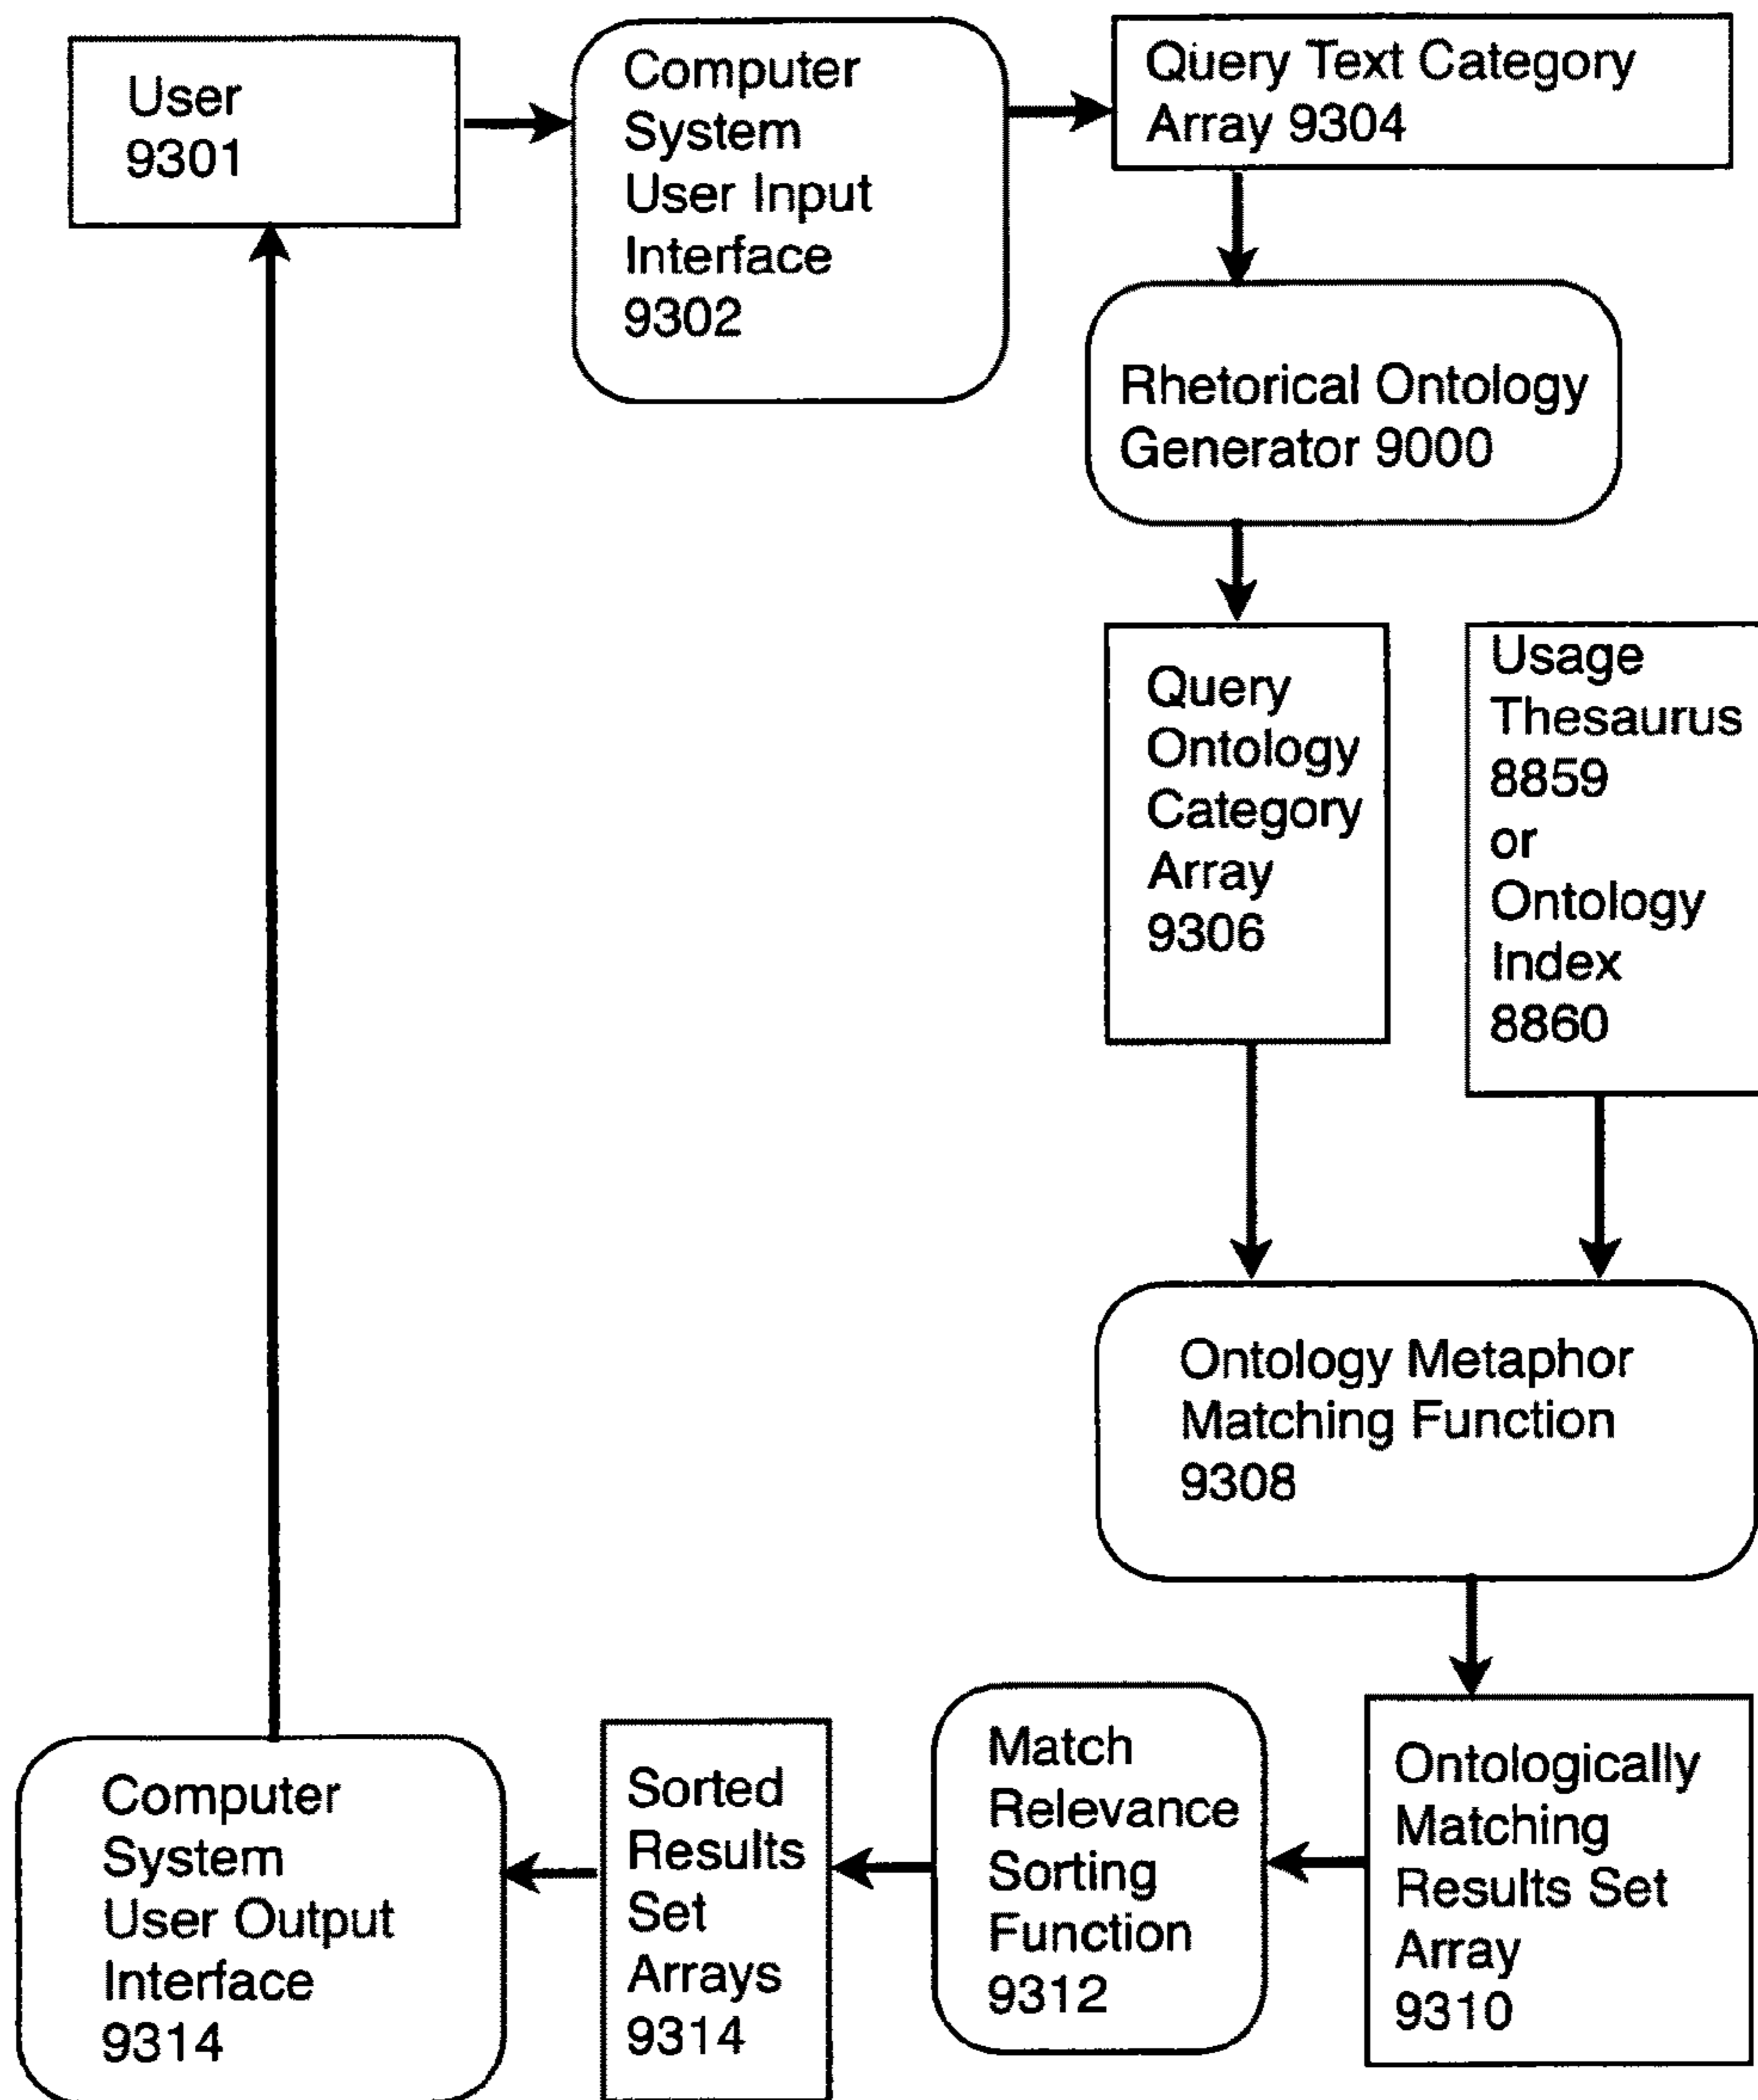 User
9301
Computer
System
User Input
Interface
9302
Query Text Category
Array 9304
Rhetorical Ontology
Generator 9000
Query
Ontology
Category
Array
9306
Usage
Thesaurus
8859
or
Ontology
Index
8860
Ontology Metaphor
Matching Function
9308
Ontologically
Matching
Results Set
Array
9310
Match
Relevance
Sorting
Function
9312
Sorted
Results
Set
Arrays
9314
Computer
System
User Output
Interface
9314